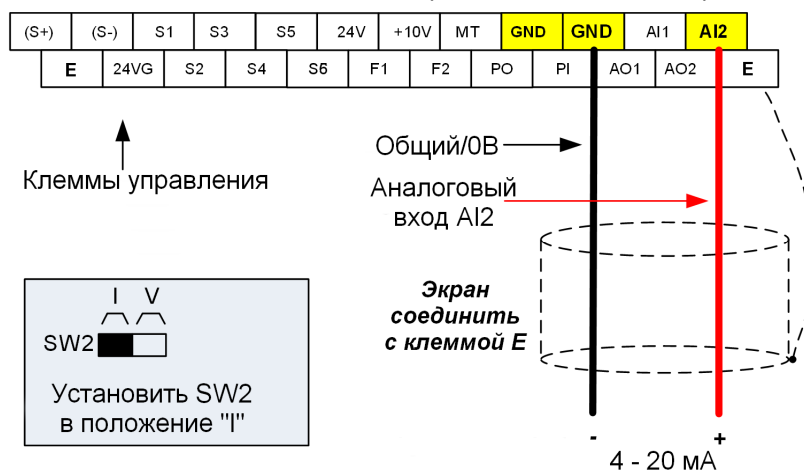 (S+) (S-) S1 S3 S5 24V +10V MT GND GND AI1 AI2
E 24VG S2 S4 S6 F1 F2 PO PI AO1 AO2 E
Клеммы управления
Общий/0В
Аналоговый
вход AI2
Экран
соединить
с клеммой E
I V
SW2
Установить SW2
в положение "I"
- +
4 - 20 мА